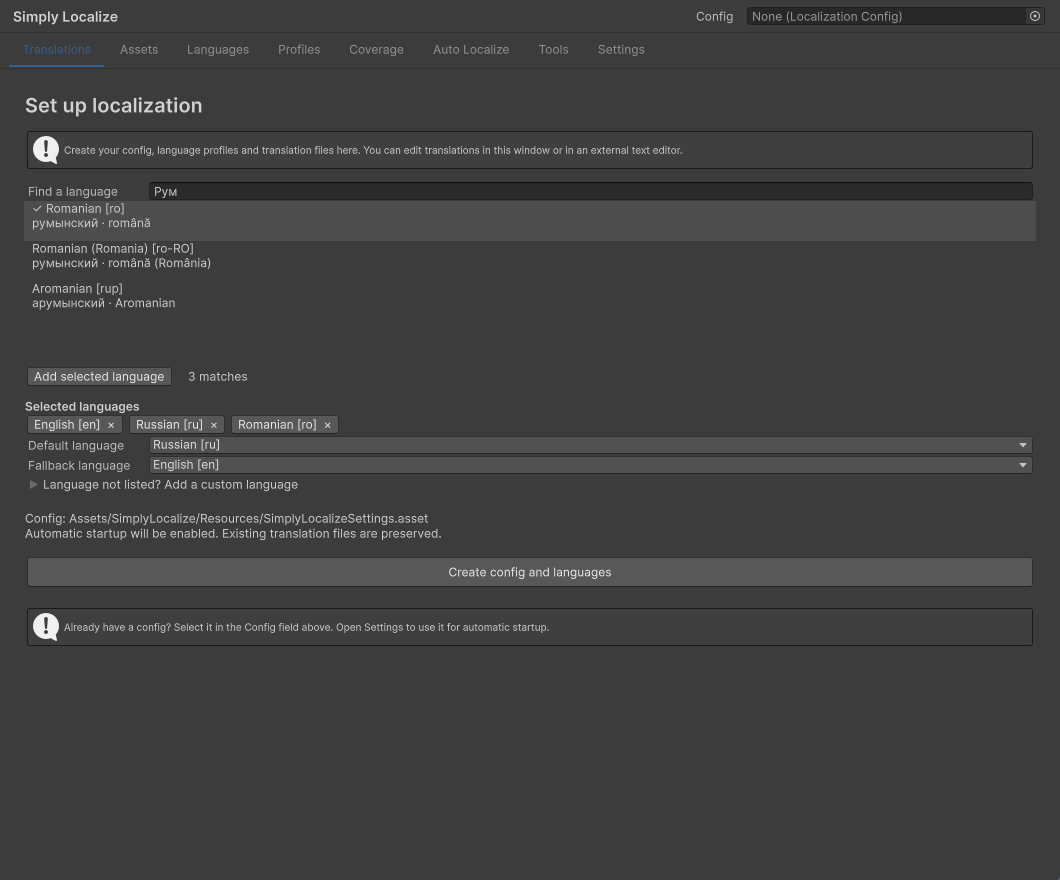 Simply Localize
Config
None (Localization Config)
Translations
Assets
Languages
Profiles
Coverage
Auto Localize
Tools
Settings
Set up localization
Create your config, language profiles and translation files here. You can edit translations in this window or in an external text editor.
Find a language
Рум
✓ Romanian [ro]
румынский · română
Romanian (Romania) [ro-RO]
румынский · română (România)
Aromanian [rup]
арумынский · Aromanian
Add selected language
3 matches
Selected languages
English [en] ×
Russian [ru] ×
Romanian [ro] ×
Default language
Russian [ru]
Fallback language
English [en]
Language not listed? Add a custom language
Config: Assets/SimplyLocalize/Resources/SimplyLocalizeSettings.asset
Automatic startup will be enabled. Existing translation files are preserved.
Create config and languages
Already have a config? Select it in the Config field above. Open Settings to use it for automatic startup.